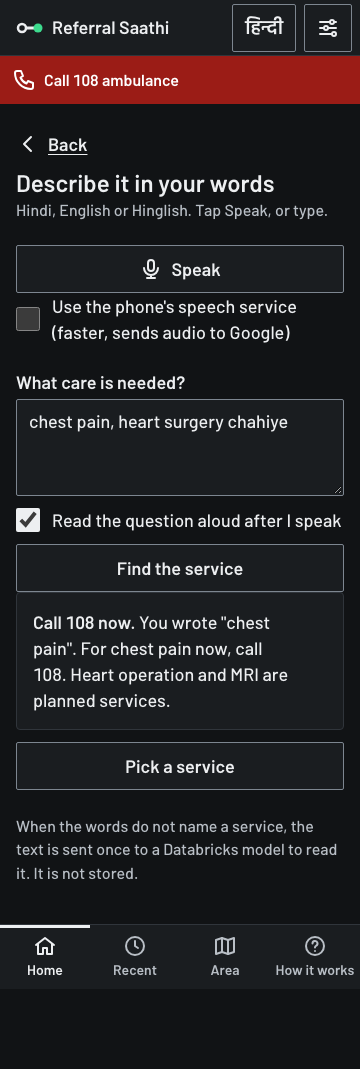 Referral Saathi
हिन्दी
Call 108 ambulance
Back
Describe it in your words
Hindi, English or Hinglish. Tap Speak, or type.
Speak
Use the phone's speech service
(faster, sends audio to Google)
What care is needed?
chest pain, heart surgery chahiye
Read the question aloud after I speak
Find the service
Call 108 now. You wrote "chest
pain". For chest pain now, call
108. Heart operation and MRI are
planned services.
Pick a service
When the words do not name a service, the
text is sent once to a Databricks model to read
it. It is not stored.
Home
Recent
Area
How it works